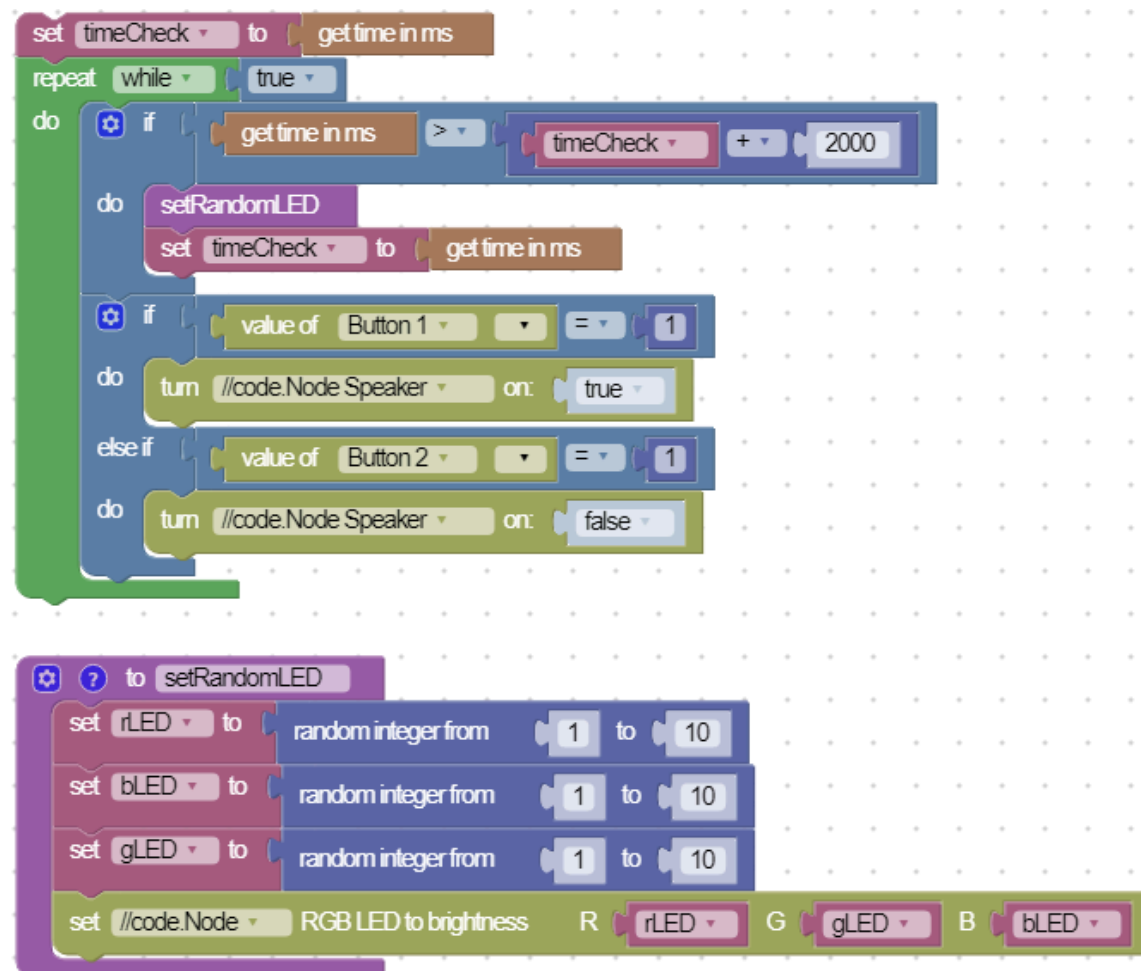 set timeCheck to get time in ms
repeat while true
do if get time in ms > timeCheck + 2000
do setRandomLED
set timeCheck to get time in ms
if value of Button 1 = 1
do turn //code.Node Speaker on: true
else if value of Button 2 = 1
do turn //code.Node Speaker on: false
? to setRandomLED
set rLED to random integer from 1 to 10
set bLED to random integer from 1 to 10
set gLED to random integer from 1 to 10
set //code.Node RGB LED to brightness R rLED G gLED B bLED